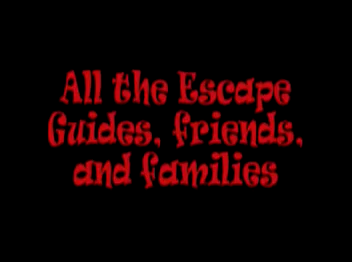 All the Escape
Guides, friends,
and families